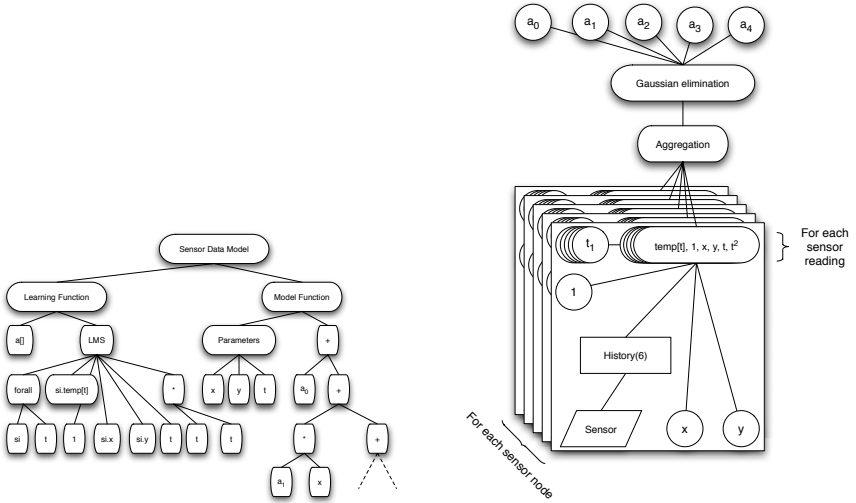 a0 a1 a2 a3 a4
Gaussian elimination
Aggregation
t1 temp[t], 1, x, y, t, t²
For each
sensor
reading
1
History(6)
Sensor x y
For each sensor node
Sensor Data Model
Learning Function Model Function
a[] LMS Parameters +
forall si.temp[t] * x y t a0 +
si t 1 si.x si.y t t t * +
a1 x